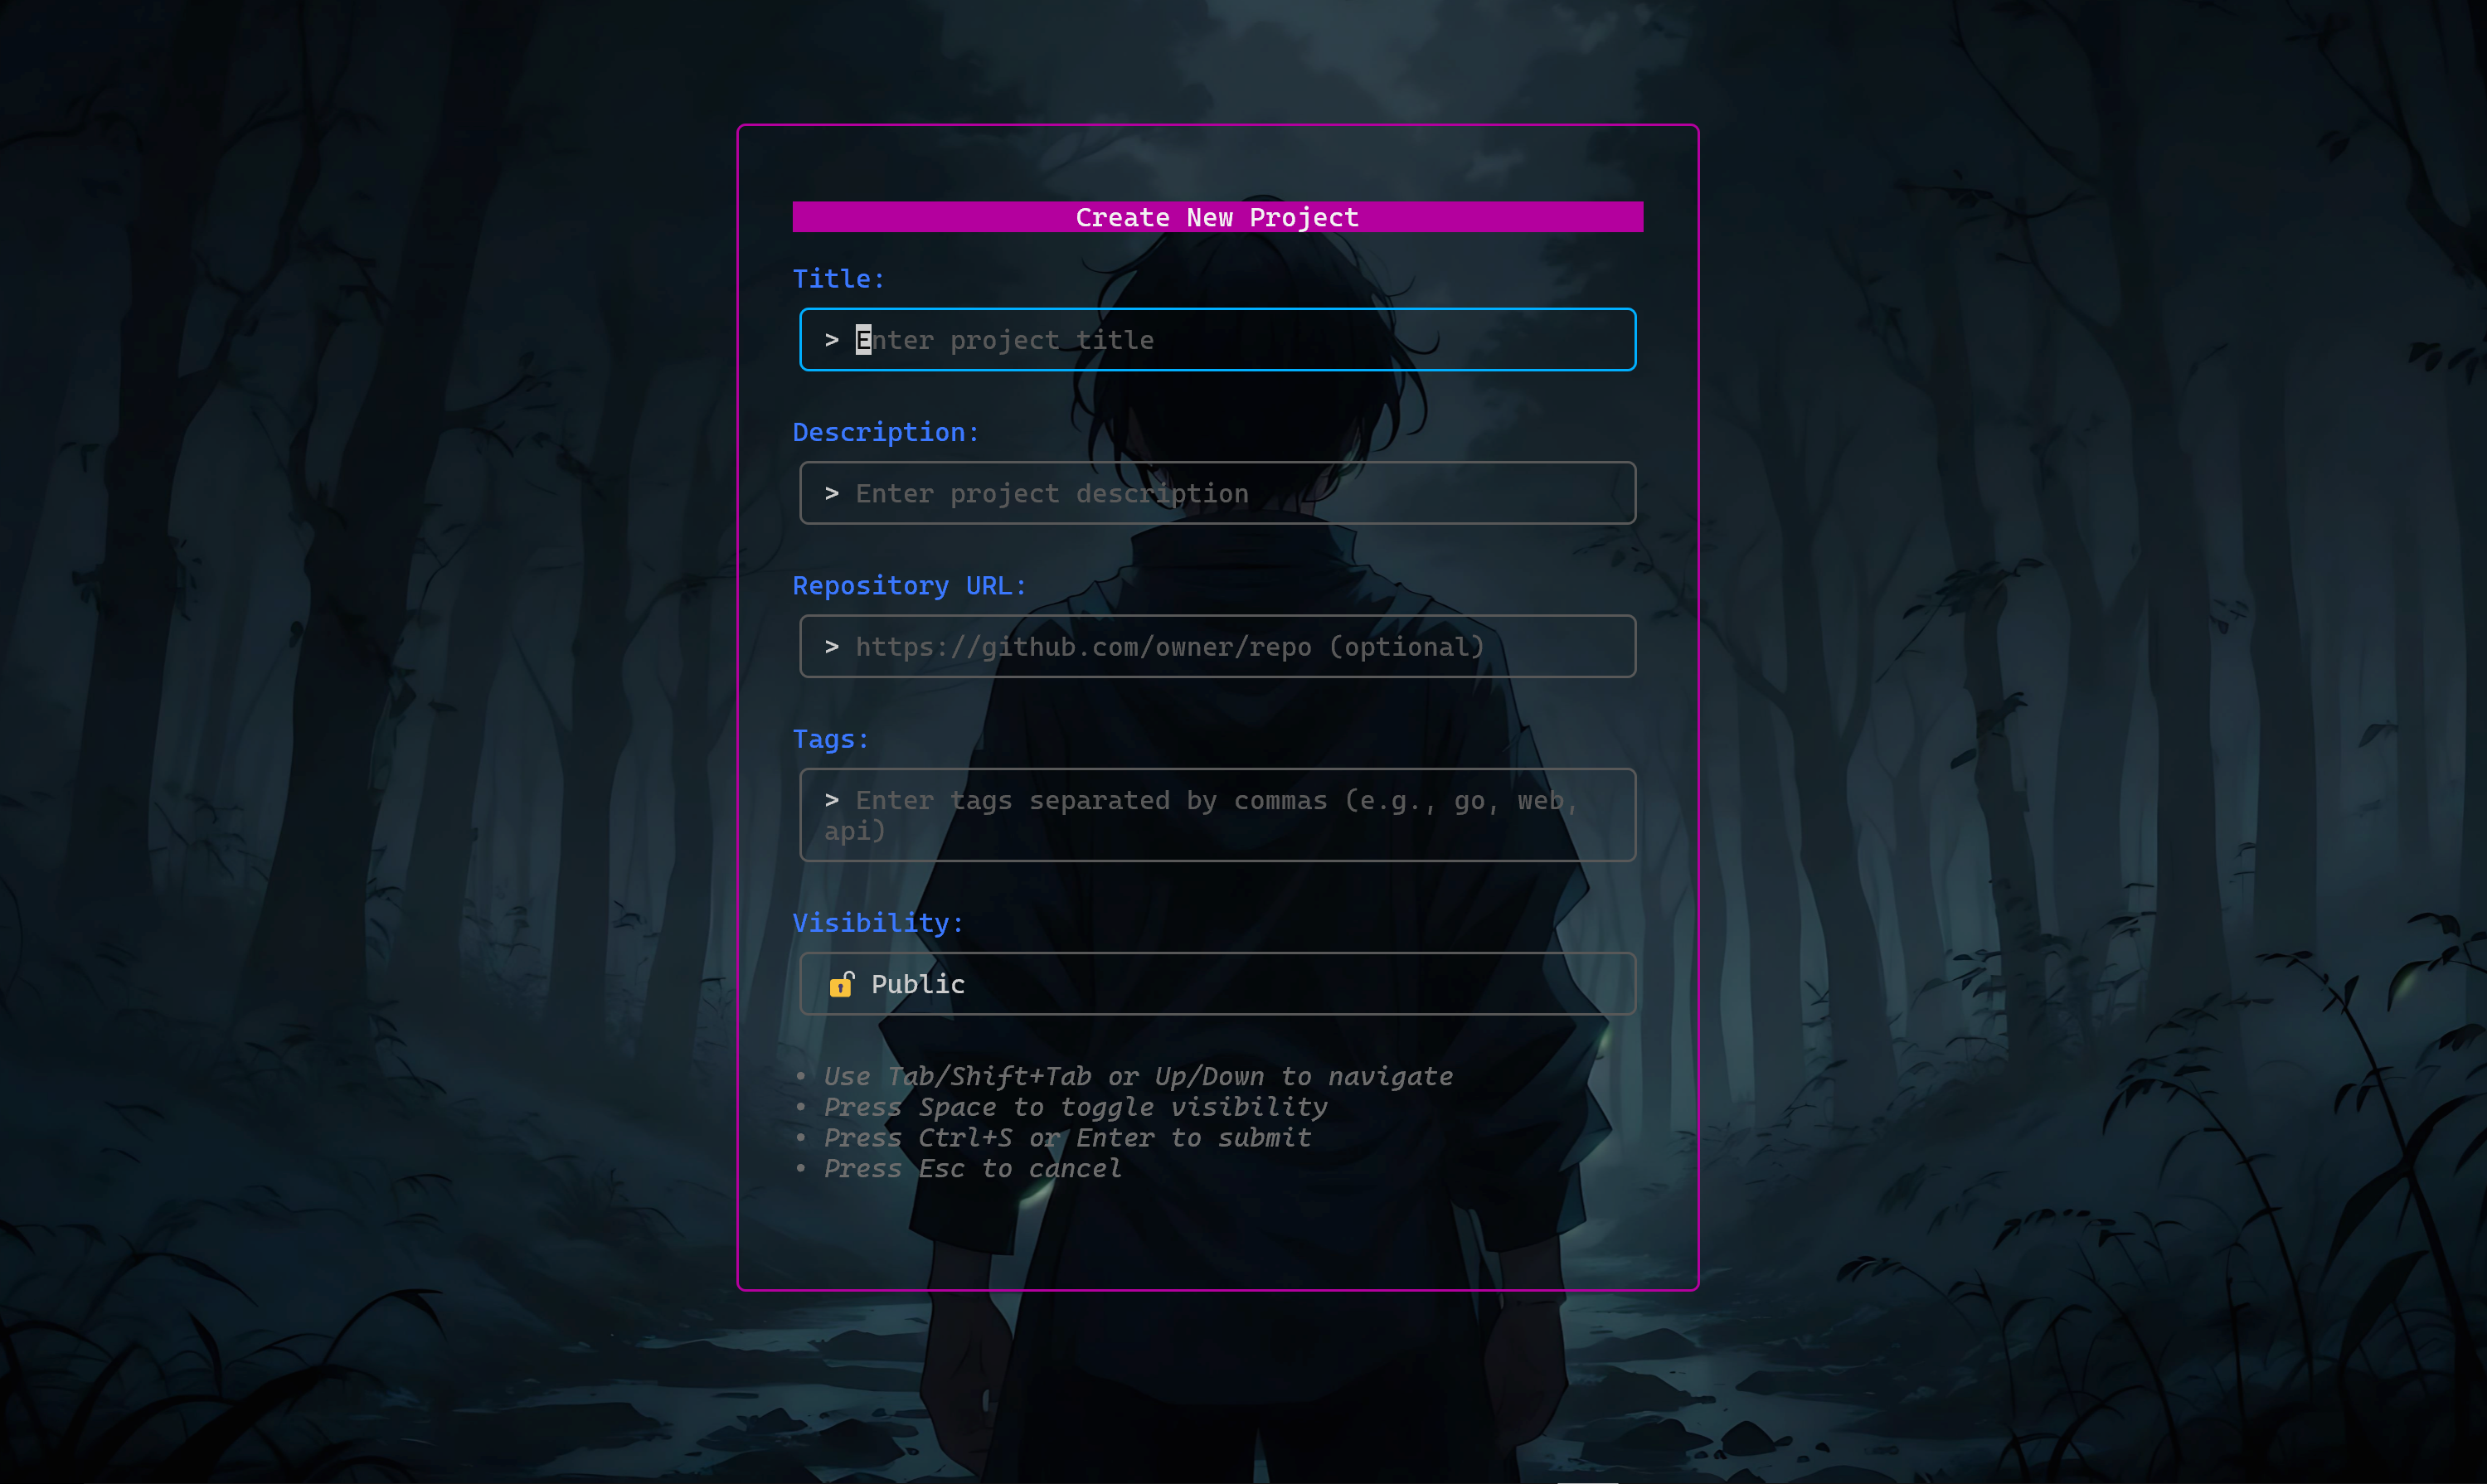 Create New Project
Title:
> Enter project title
Description:
> Enter project description
Repository URL:
> https://github.com/owner/repo (optional)
Tags:
> Enter tags separated by commas (e.g., go, web,
api)
Visibility:
🔓 Public
• Use Tab/Shift+Tab or Up/Down to navigate
• Press Space to toggle visibility
• Press Ctrl+S or Enter to submit
• Press Esc to cancel